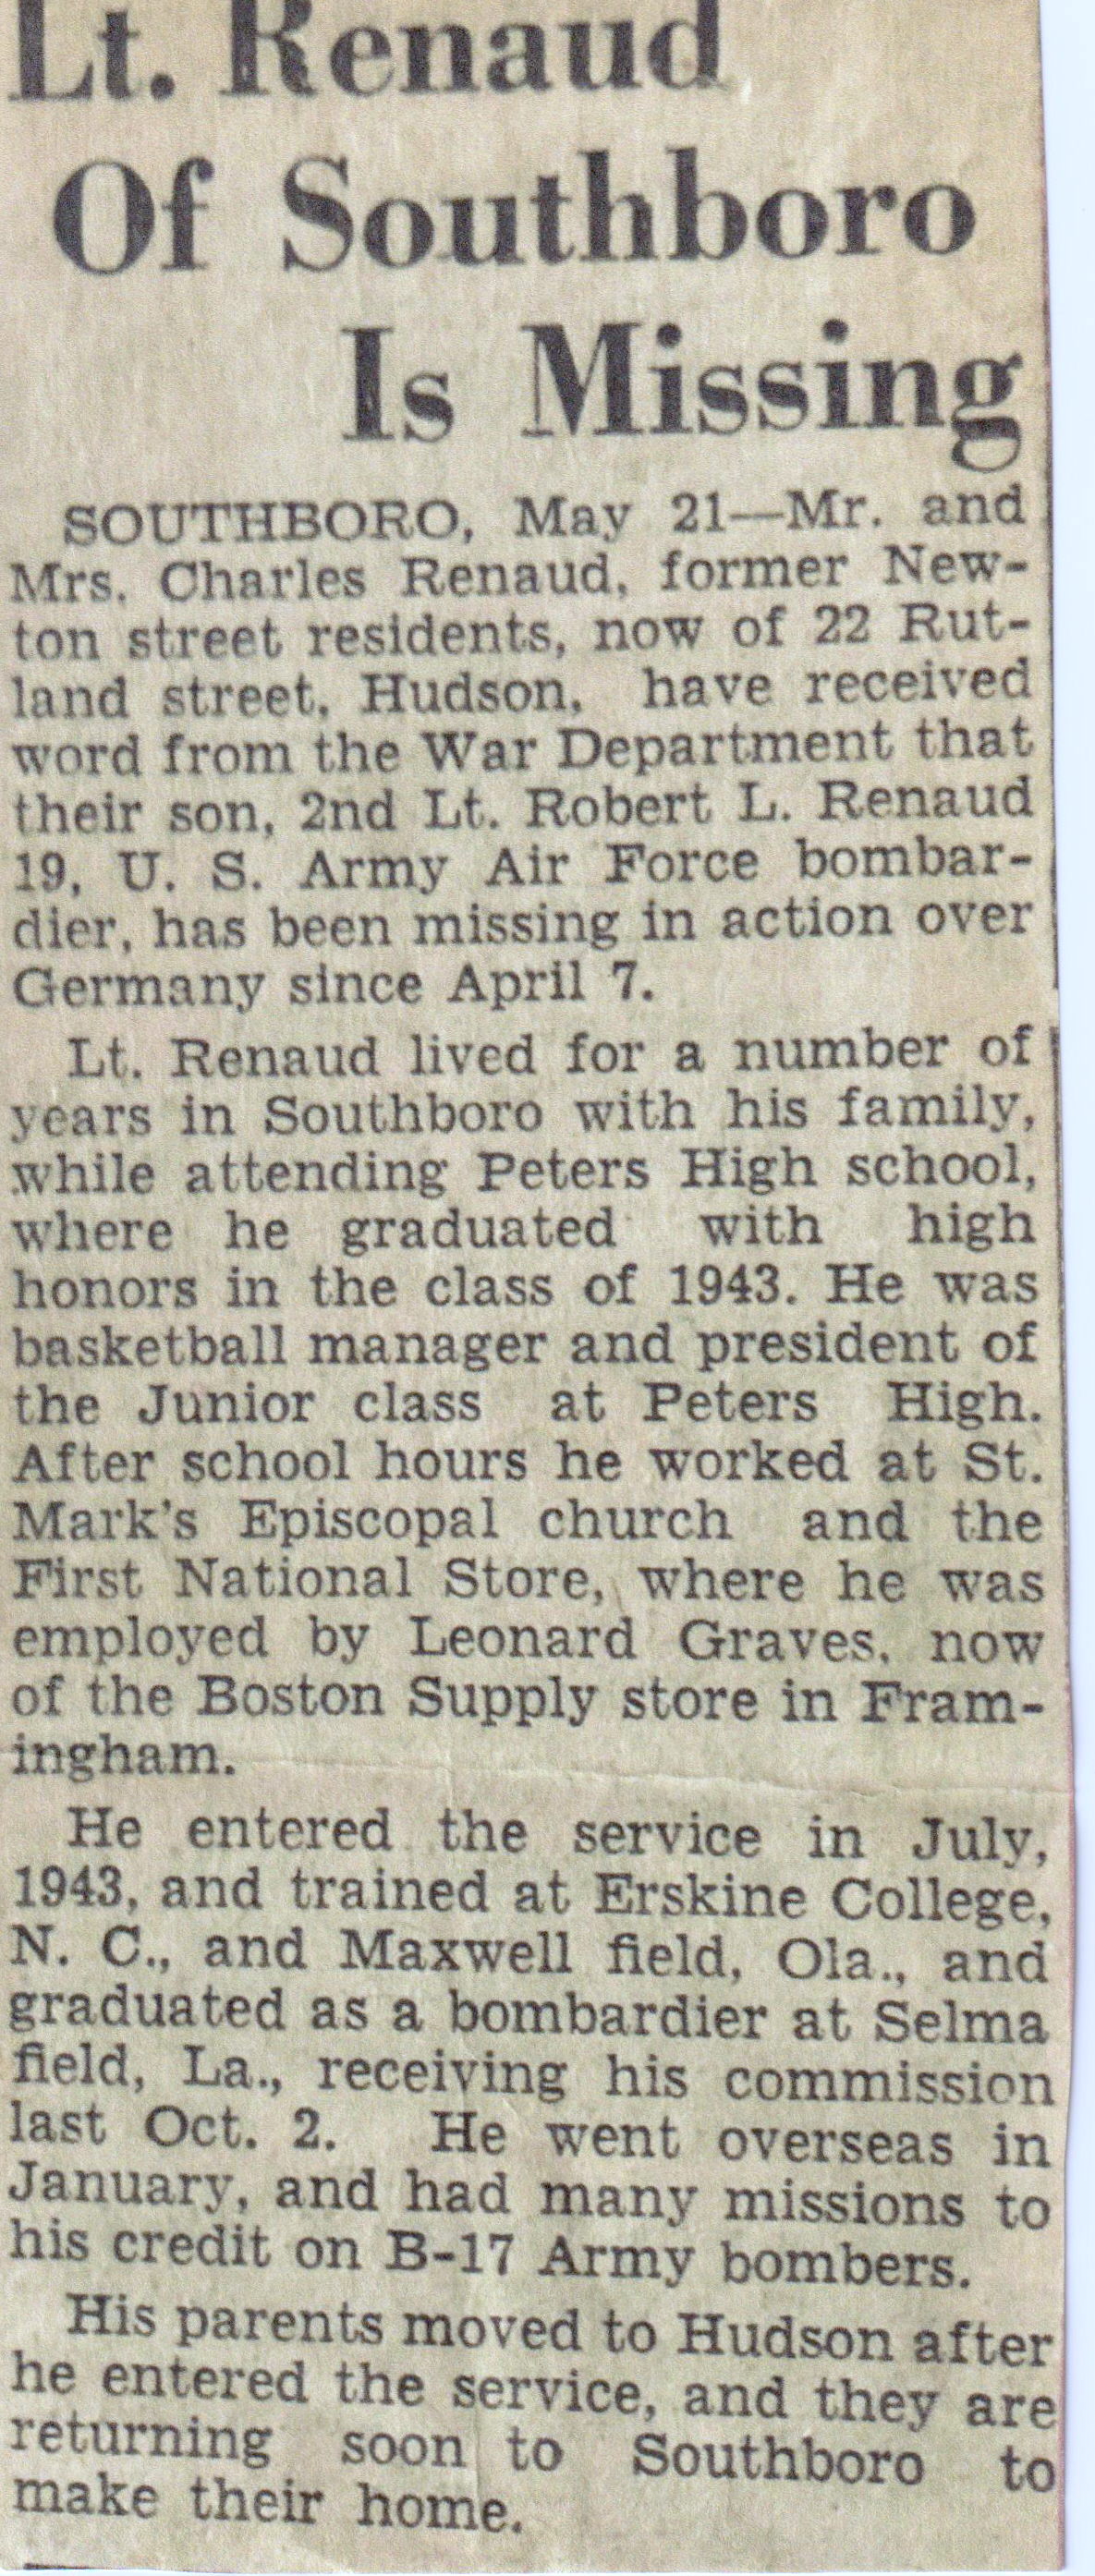 Lt. Renaud
Of Southboro
Is Missing
SOUTHBORO, May 21—Mr. and
Mrs. Charles Renaud, former New-
ton street residents, now of 22 Rut-
land street, Hudson, have received
word from the War Department that
their son, 2nd Lt. Robert L. Renaud
19, U. S. Army Air Force bombar-
dier, has been missing in action over
Germany since April 7.
Lt. Renaud lived for a number of
years in Southboro with his family,
while attending Peters High school,
where he graduated with high
honors in the class of 1943. He was
basketball manager and president of
the Junior class at Peters High.
After school hours he worked at St.
Mark's Episcopal church and the
First National Store, where he was
employed by Leonard Graves, now
of the Boston Supply store in Fram-
ingham.
He entered the service in July,
1943, and trained at Erskine College,
N. C., and Maxwell field, Ola., and
graduated as a bombardier at Selma
field, La., receiving his commission
last Oct. 2. He went overseas in
January, and had many missions to
his credit on B-17 Army bombers.
His parents moved to Hudson after
he entered the service, and they are
returning soon to Southboro to
make their home.